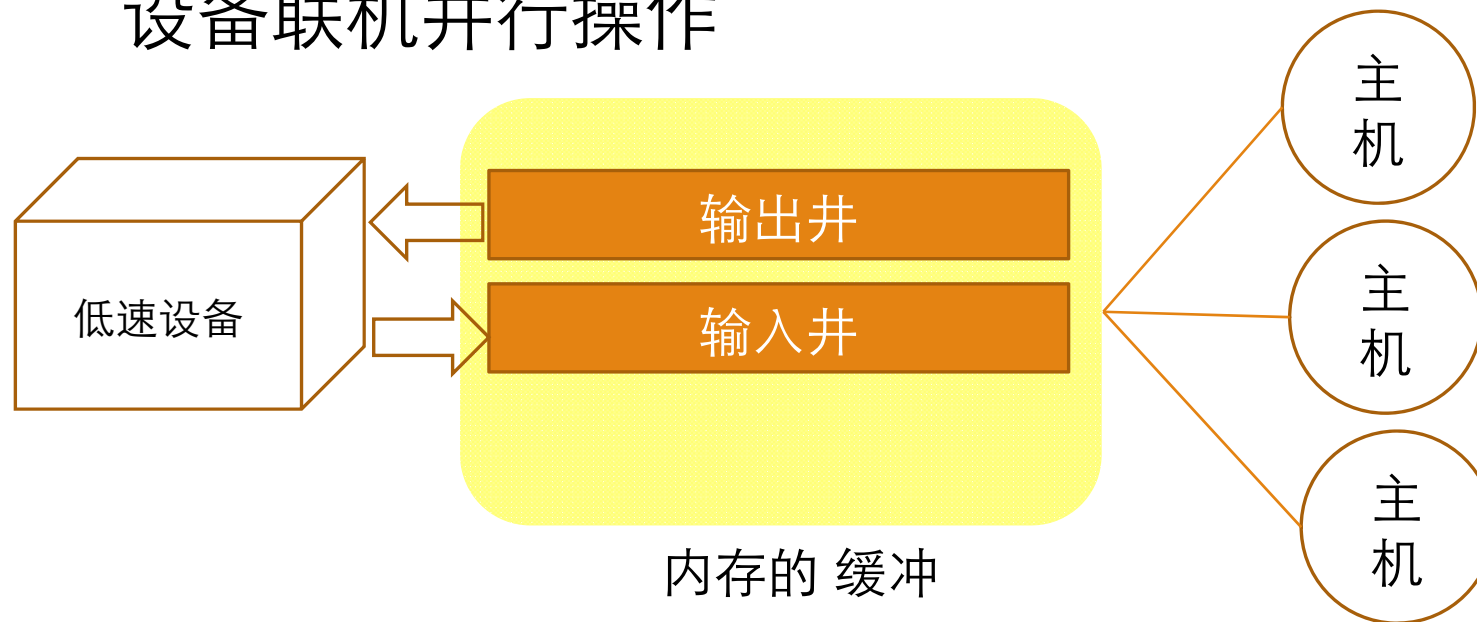 设备联机并行操作
主
机
输出井
低速设备
输入井
主
机
主
机
内存的 缓冲